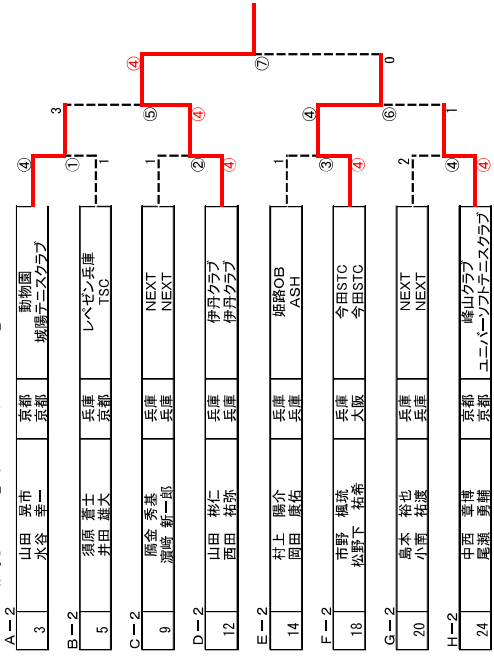 ④
⑦
0
3
⑤
④
④
⑥
1
④
①
1
1
②
④
1
③
④
2
④
④
A-2
3
山田 晃市
水谷 幸一
京都
京都
動物園
城陽テニスクラブ
B-2
5
須原 蒼士
井田 雄大
兵庫
京都
レペゼン兵庫
TSC
C-2
9
鴈金 秀基
濵﨑 新一郎
兵庫
兵庫
NEXT
NEXT
D-2
12
山田 彬仁
西田 祐弥
兵庫
兵庫
伊丹クラブ
伊丹クラブ
E-2
14
村上 陽介
岡田 康佑
兵庫
兵庫
姫路OB
ASH
F-2
18
市野 楓琉
松野下 祐希
兵庫
大阪
今田STC
今田STC
G-2
20
島本 裕也
小南 祐渡
兵庫
兵庫
NEXT
NEXT
H-2
24
中西 章博
尾瀬 勇輔
京都
京都
峰山クラブ
ユニバーソフトテニスクラブ